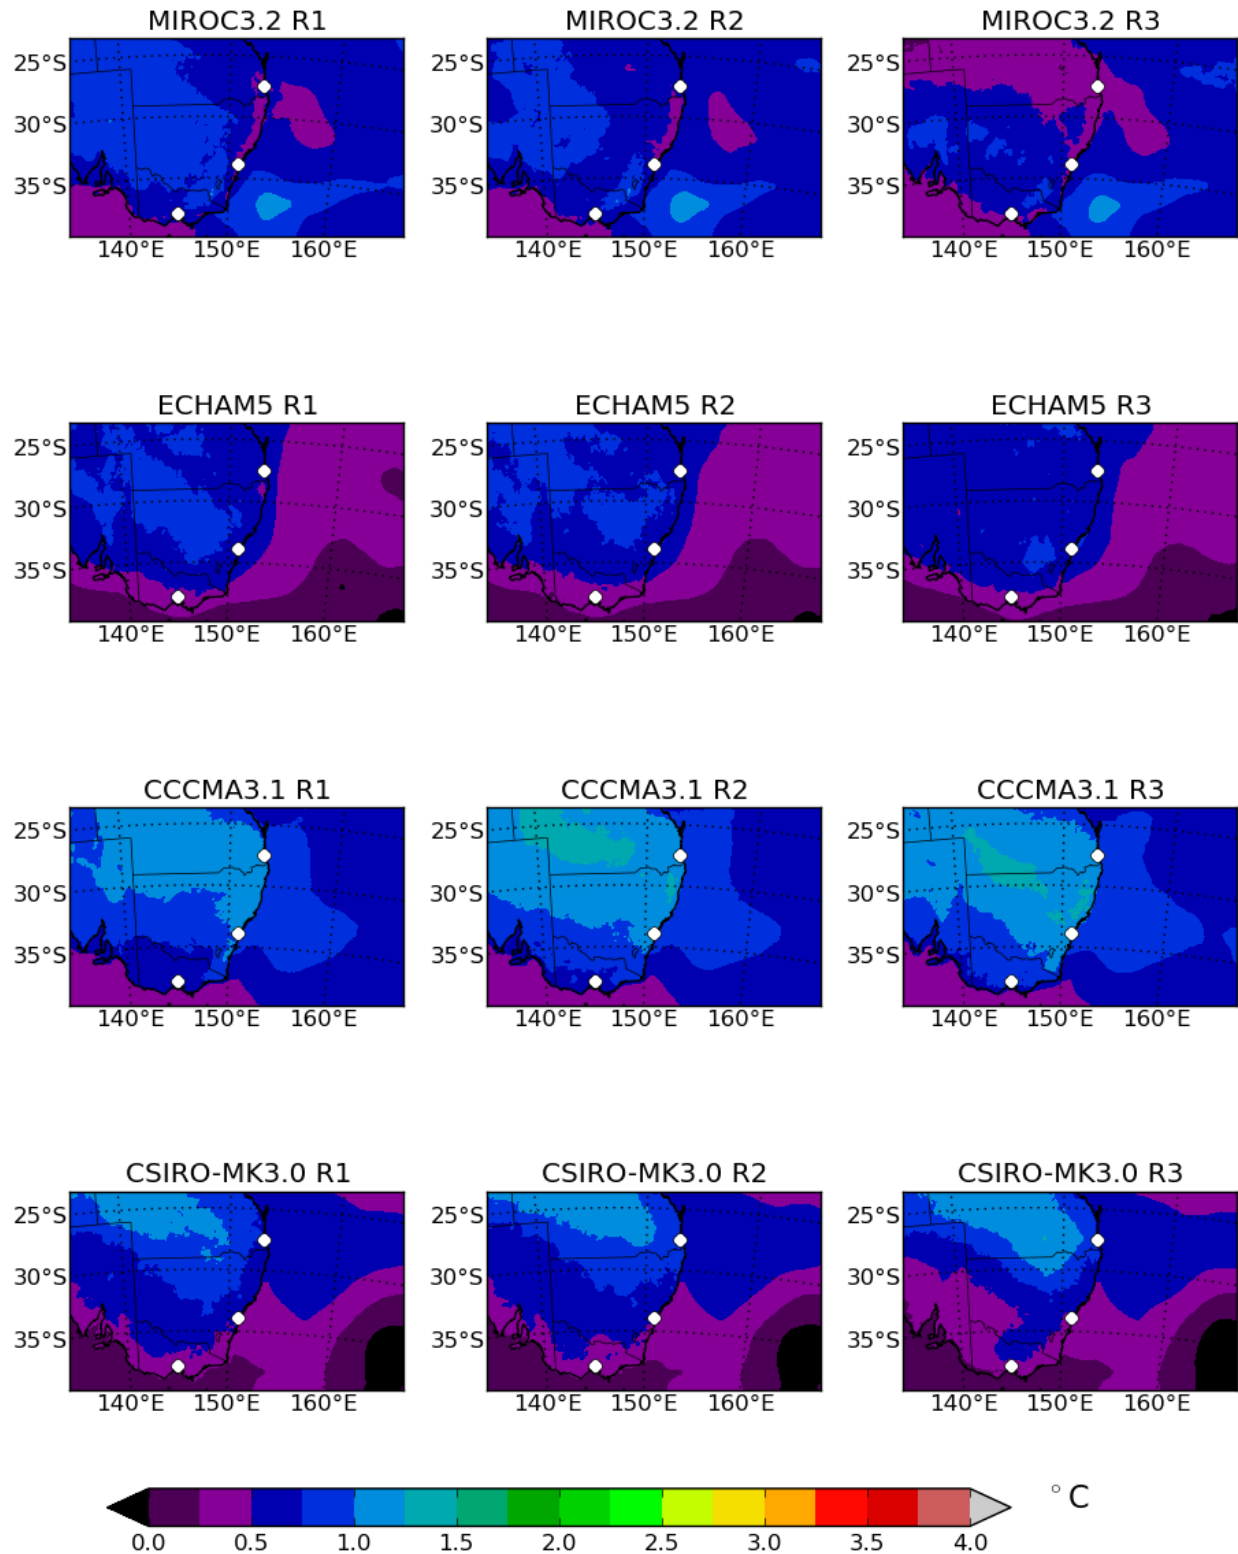 MIROC3.2 R1 MIROC3.2 R2 MIROC3.2 R3
25°S 25°S 25°S
30°S 30°S 30°S
35°S 35°S 35°S
140°E 150°E 160°E 140°E 150°E 160°E 140°E 150°E 160°E
ECHAM5 R1 ECHAM5 R2 ECHAM5 R3
25°S 25°S 25°S
30°S 30°S 30°S
35°S 35°S 35°S
140°E 150°E 160°E 140°E 150°E 160°E 140°E 150°E 160°E
CCCMA3.1 R1 CCCMA3.1 R2 CCCMA3.1 R3
25°S 25°S 25°S
30°S 30°S 30°S
35°S 35°S 35°S
140°E 150°E 160°E 140°E 150°E 160°E 140°E 150°E 160°E
CSIRO-MK3.0 R1 CSIRO-MK3.0 R2 CSIRO-MK3.0 R3
25°S 25°S 25°S
30°S 30°S 30°S
35°S 35°S 35°S
140°E 150°E 160°E 140°E 150°E 160°E 140°E 150°E 160°E
°C
0.0 0.5 1.0 1.5 2.0 2.5 3.0 3.5 4.0